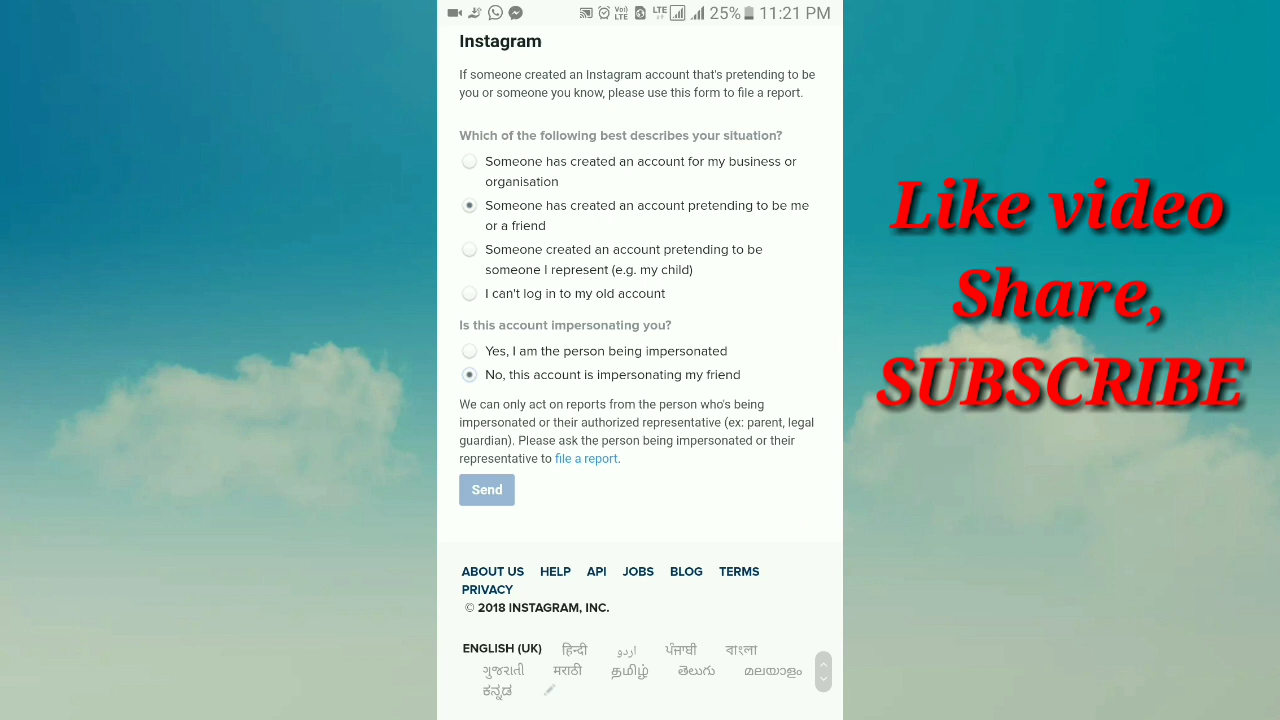 Vo)) LTE LTE 25% 11:21 PM
Instagram
If someone created an Instagram account that's pretending to be
you or someone you know, please use this form to file a report.
Which of the following best describes your situation?
Someone has created an account for my business or
organisation
Someone has created an account pretending to be me
or a friend
Someone created an account pretending to be
someone I represent (e.g. my child)
I can't log in to my old account
Is this account impersonating you?
Yes, I am the person being impersonated
No, this account is impersonating my friend
We can only act on reports from the person who's being
impersonated or their authorized representative (ex: parent, legal
guardian). Please ask the person being impersonated or their
representative to file a report.
Send
ABOUT US HELP API JOBS BLOG TERMS
PRIVACY
© 2018 INSTAGRAM, INC.
ENGLISH (UK) हिन्दी اردو ਪੰਜਾਬੀ বাংলা
ગુજરાતી मराठी தமிழ் తెలుగు മലയാളം
ಕನ್ನಡ
Like video
Share,
SUBSCRIBE